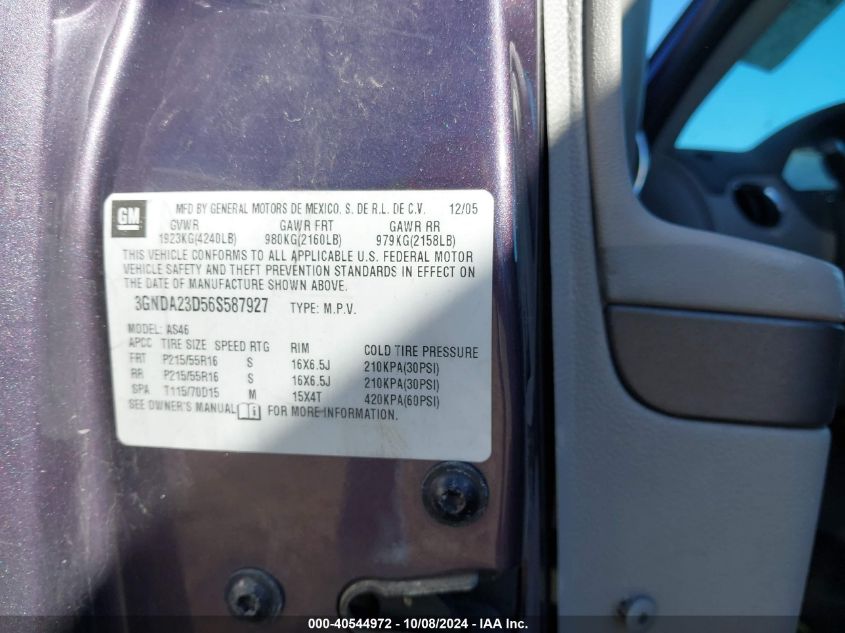 GM MFD BY GENERAL MOTORS DE MEXICO. S. DE R.L. DE C.V. 12/05
GVWR GAWR FRT GAWR RR
1923KG(4240LB) 980KG(2160LB) 979KG(2158LB)
THIS VEHICLE CONFORMS TO ALL APPLICABLE U.S. FEDERAL MOTOR
VEHICLE SAFETY AND THEFT PREVENTION STANDARDS IN EFFECT ON
THE DATE OF MANUFACTURE SHOWN ABOVE.
3GNDA23D56S587927 TYPE: M.P.V.
MODEL: AS46
APCC TIRE SIZE SPEED RTG RIM COLD TIRE PRESSURE
FRT P215/55R16 S 16X6.5J 210KPA(30PSI)
RR P215/55R16 S 16X6.5J 210KPA(30PSI)
SPA T115/70D15 M 15X4T 420KPA(60PSI)
SEE OWNER'S MANUAL FOR MORE INFORMATION.
000-40544972 - 10/08/2024 - IAA Inc.